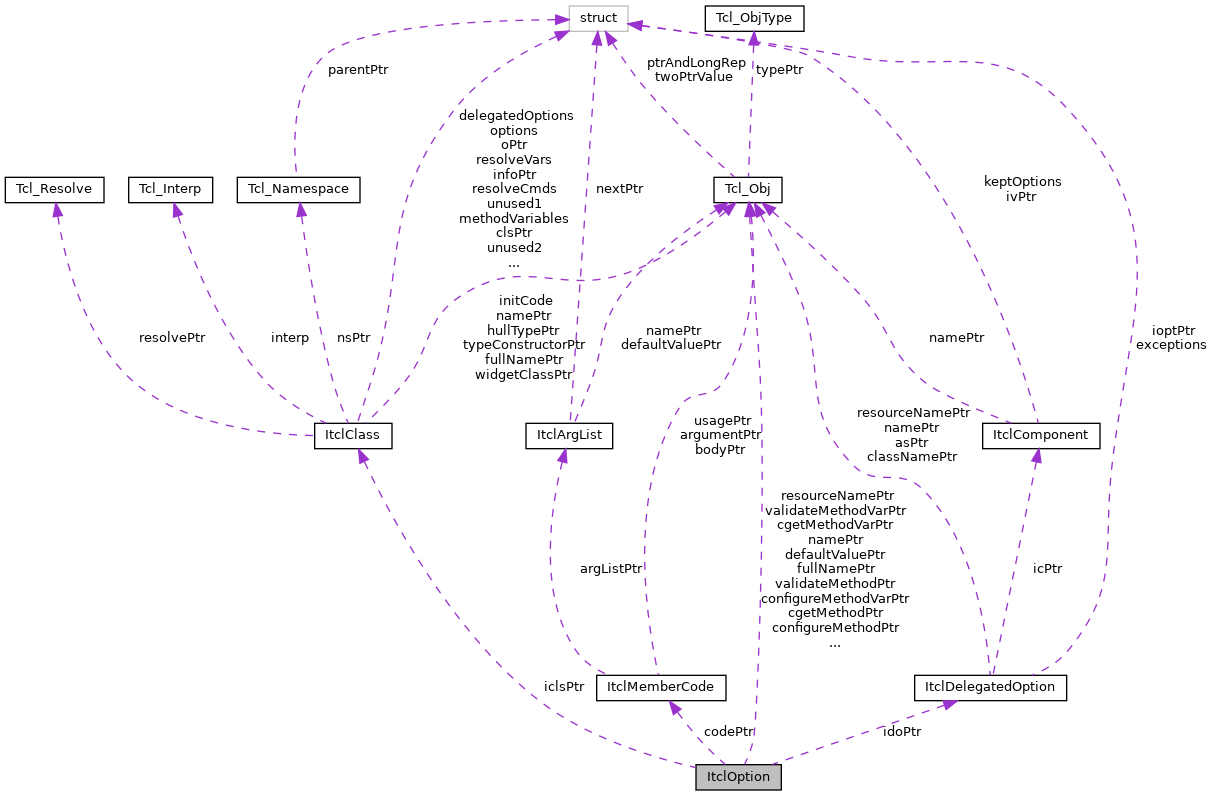 struct
Tcl_ObjType
parentPtr
ptrAndLongRep
twoPtrValue
typePtr
delegatedOptions
options
oPtr
resolveVars
infoPtr
resolveCmds
unused1
methodVariables
clsPtr
unused2
...
Tcl_Resolve
Tcl_Interp
Tcl_Namespace
nextPtr
Tcl_Obj
keptOptions
ivPtr
resolvePtr
interp
nsPtr
initCode
namePtr
hullTypePtr
typeConstructorPtr
fullNamePtr
widgetClassPtr
namePtr
defaultValuePtr
namePtr
ioptPtr
exceptions
ItclClass
ItclArgList
usagePtr
argumentPtr
bodyPtr
resourceNamePtr
namePtr
asPtr
classNamePtr
ItclComponent
resourceNamePtr
validateMethodVarPtr
cgetMethodVarPtr
namePtr
defaultValuePtr
fullNamePtr
validateMethodPtr
configureMethodVarPtr
cgetMethodPtr
configureMethodPtr
...
argListPtr
icPtr
iclsPtr
ItclMemberCode
ItclDelegatedOption
codePtr
idoPtr
ItclOption